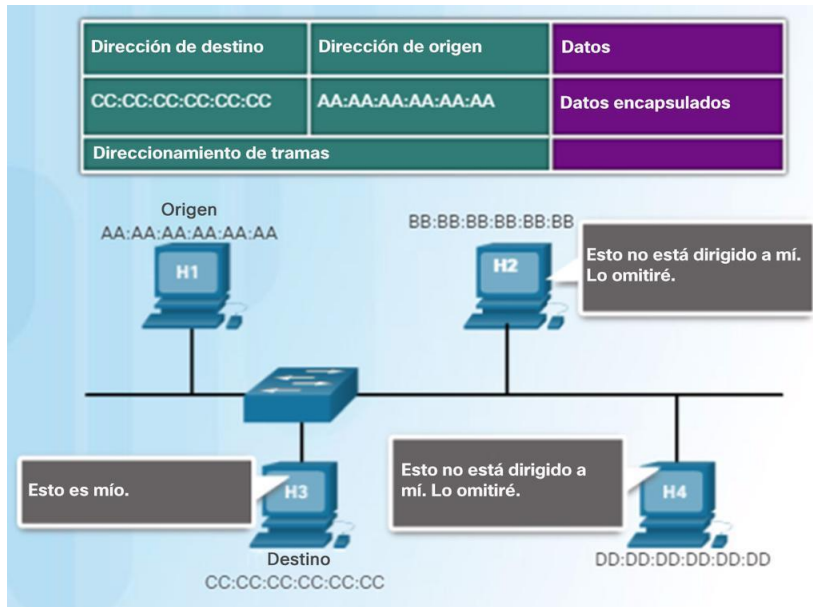 Dirección de destino
Dirección de origen
Datos
CC:CC:CC:CC:CC:CC
AA:AA:AA:AA:AA:AA
Datos encapsulados
Direccionamiento de tramas
Origen
AA:AA:AA:AA:AA:AA
H1
BB:BB:BB:BB:BB:BB
H2
Esto no está dirigido a mí.
Lo omitiré.
Esto es mío.
H3
Destino
CC:CC:CC:CC:CC:CC
Esto no está dirigido a
mí. Lo omitiré.
H4
DD:DD:DD:DD:DD:DD